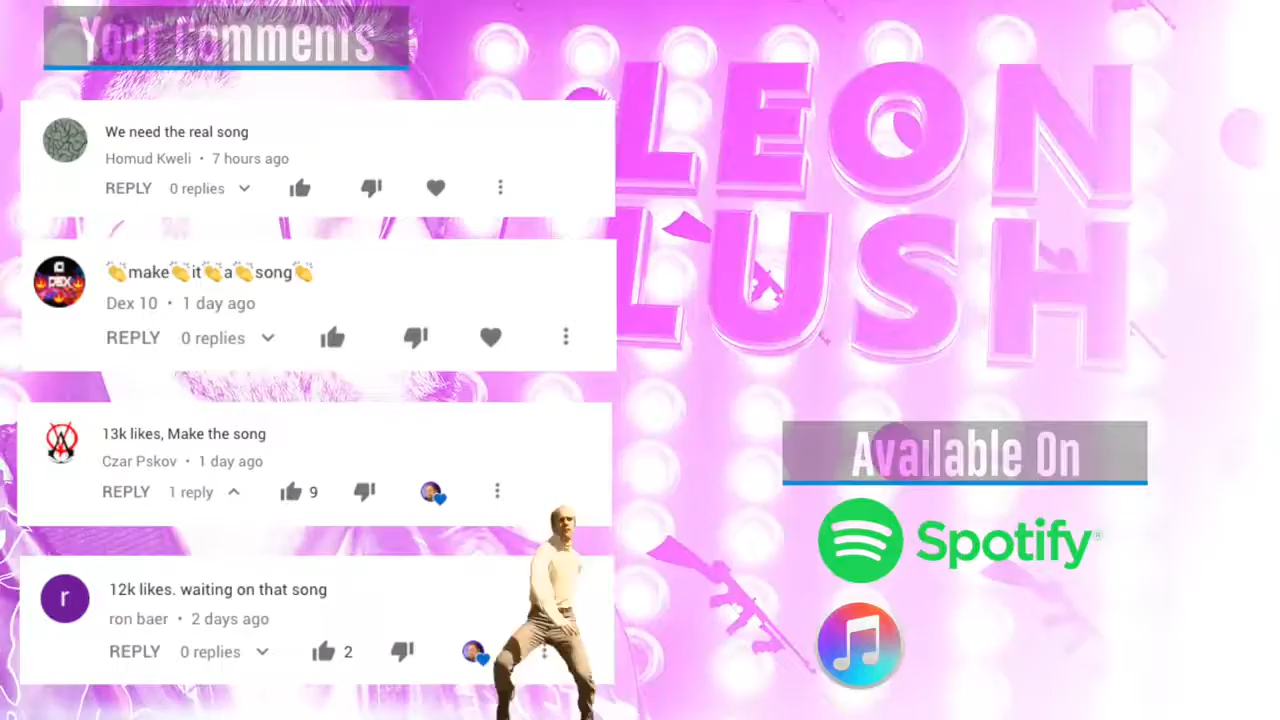 Your Comments
We need the real song
Homud Kweli • 7 hours ago
REPLY 0 replies
👏make👏it👏a👏song👏
DEX
Dex 10 • 1 day ago
REPLY 0 replies
13k likes, Make the song
Czar Pskov • 1 day ago
REPLY 1 reply 9
r
12k likes. waiting on that song
ron baer • 2 days ago
REPLY 0 replies 2
LEON
LUSH
Available On
Spotify®